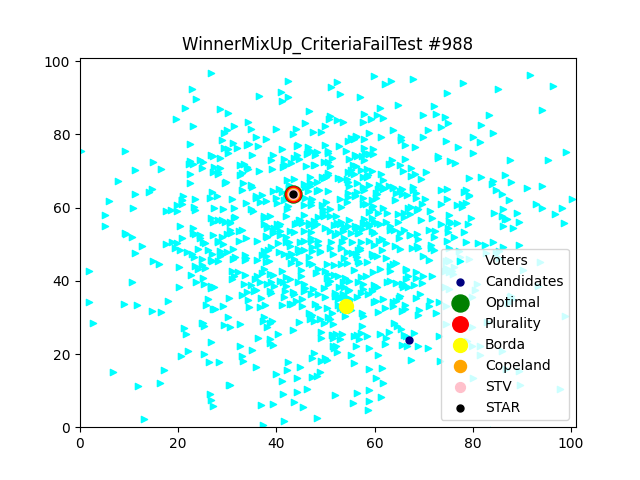 WinnerMixUp_CriteriaFailTest #988
100
80
60
40
20
0
0
20
40
60
80
100
Voters
Candidates
Optimal
Plurality
Borda
Copeland
STV
STAR